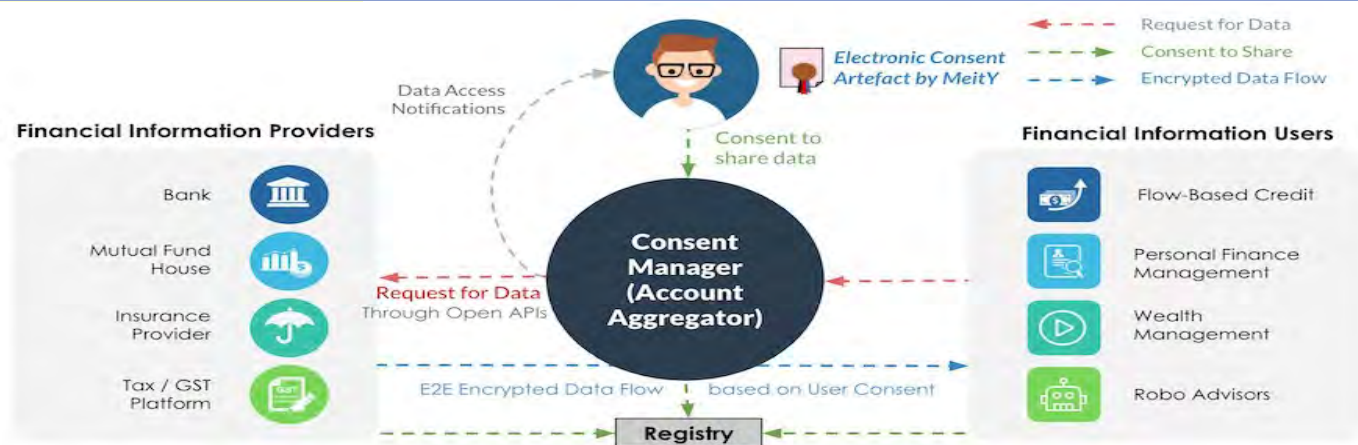 Request for Data
Consent to Share
Encrypted Data Flow
Electronic Consent
Artefact by MeitY
Data Access
Notifications
Consent to
share data
Financial Information Providers
Bank
Mutual Fund
House
Insurance
Provider
Tax / GST
Platform
GST
Consent
Manager
(Account
Aggregator)
Request for Data
Through Open APIs
E2E Encrypted Data Flow based on User Consent
Registry
Financial Information Users
Flow-Based Credit
Personal Finance
Management
Wealth
Management
Robo Advisors